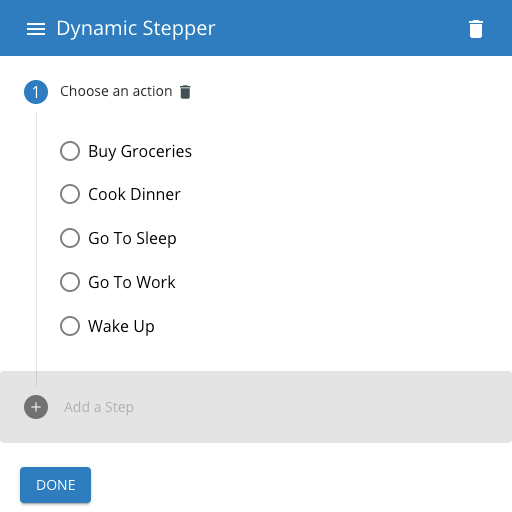 Dynamic Stepper
1 Choose an action
Buy Groceries
Cook Dinner
Go To Sleep
Go To Work
Wake Up
Add a Step
DONE